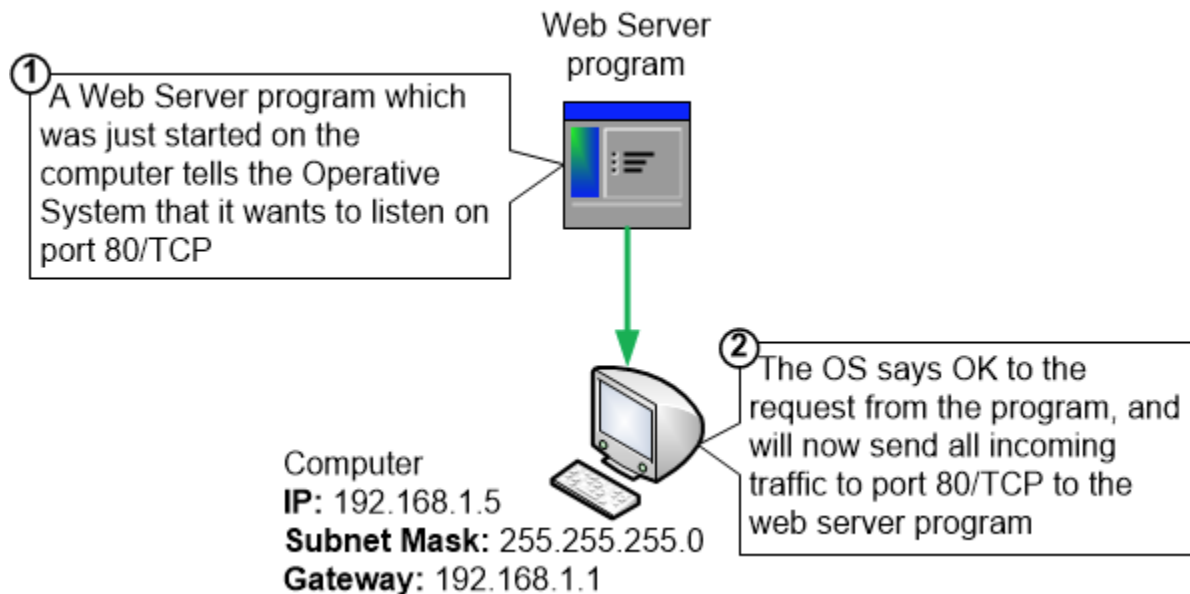 Web Server
program
1
A Web Server program which
was just started on the
computer tells the Operative
System that it wants to listen on
port 80/TCP
2
The OS says OK to the
request from the program, and
will now send all incoming
traffic to port 80/TCP to the
web server program
Computer
IP: 192.168.1.5
Subnet Mask: 255.255.255.0
Gateway: 192.168.1.1